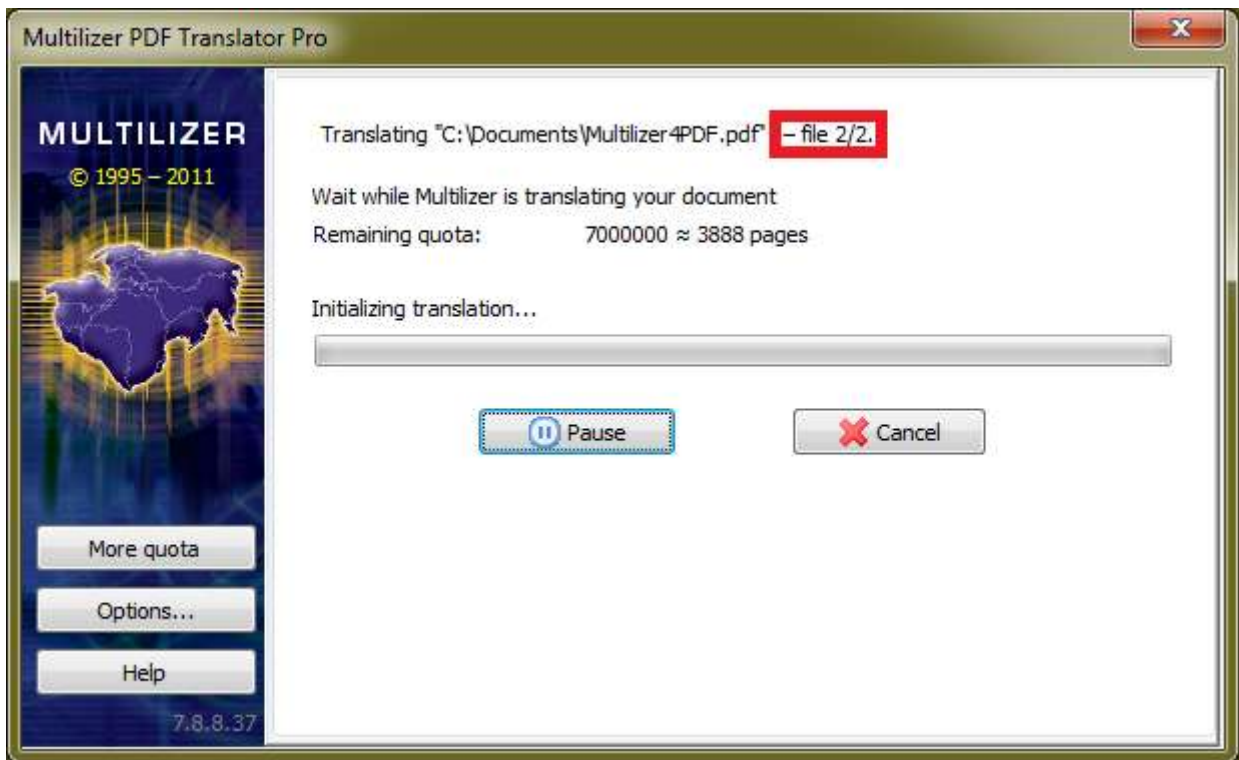 Multilizer PDF Translator Pro
MULTILIZER
© 1995 – 2011
Translating "C:\Documents\Multilizer4PDF.pdf" – file 2/2.
Wait while Multilizer is translating your document
Remaining quota: 7000000 ≈ 3888 pages
Initializing translation...
Pause Cancel
More quota
Options...
Help
7.8.8.37